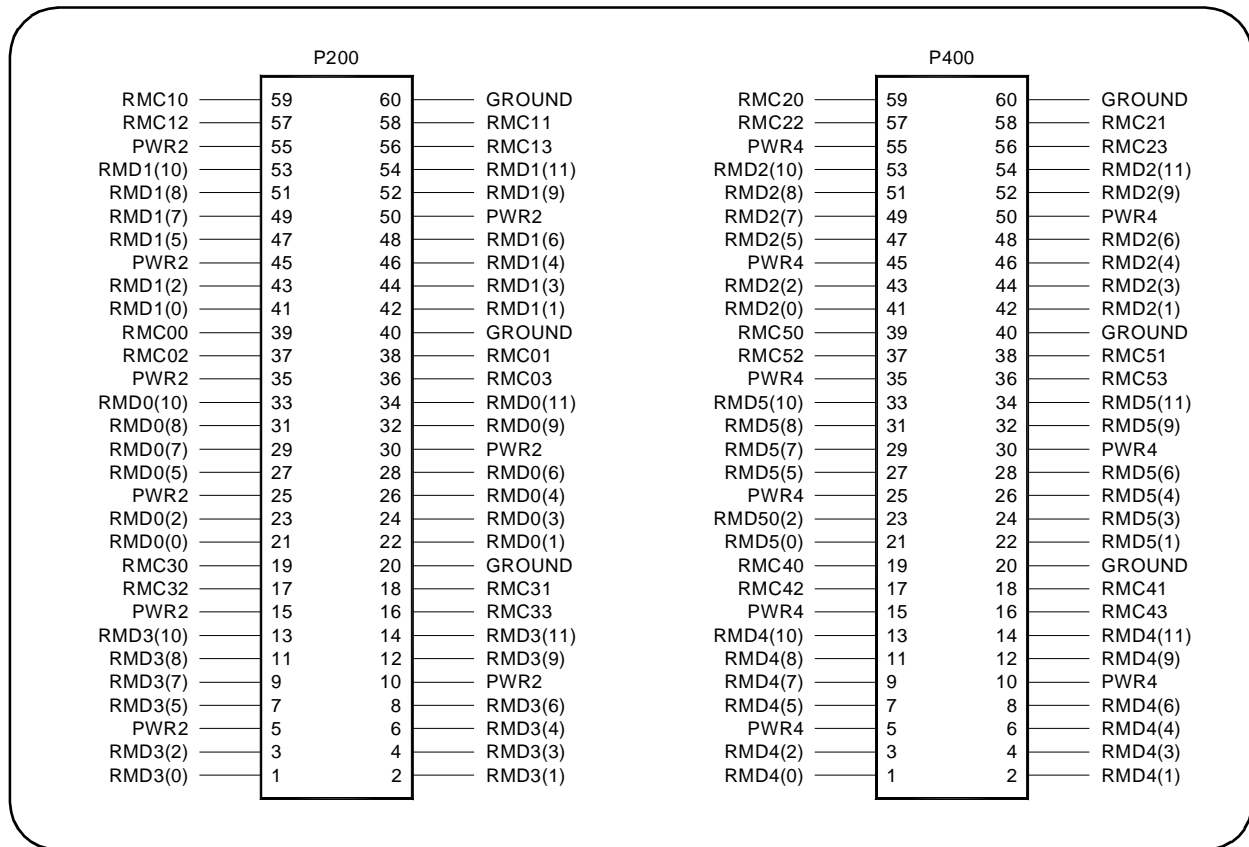 P200 P400
RMC10 59 60 GROUND RMC20 59 60 GROUND
RMC12 57 58 RMC11 RMC22 57 58 RMC21
PWR2 55 56 RMC13 PWR4 55 56 RMC23
RMD1(10) 53 54 RMD1(11) RMD2(10) 53 54 RMD2(11)
RMD1(8) 51 52 RMD1(9) RMD2(8) 51 52 RMD2(9)
RMD1(7) 49 50 PWR2 RMD2(7) 49 50 PWR4
RMD1(5) 47 48 RMD1(6) RMD2(5) 47 48 RMD2(6)
PWR2 45 46 RMD1(4) PWR4 45 46 RMD2(4)
RMD1(2) 43 44 RMD1(3) RMD2(2) 43 44 RMD2(3)
RMD1(0) 41 42 RMD1(1) RMD2(0) 41 42 RMD2(1)
RMC00 39 40 GROUND RMC50 39 40 GROUND
RMC02 37 38 RMC01 RMC52 37 38 RMC51
PWR2 35 36 RMC03 PWR4 35 36 RMC53
RMD0(10) 33 34 RMD0(11) RMD5(10) 33 34 RMD5(11)
RMD0(8) 31 32 RMD0(9) RMD5(8) 31 32 RMD5(9)
RMD0(7) 29 30 PWR2 RMD5(7) 29 30 PWR4
RMD0(5) 27 28 RMD0(6) RMD5(5) 27 28 RMD5(6)
PWR2 25 26 RMD0(4) PWR4 25 26 RMD5(4)
RMD0(2) 23 24 RMD0(3) RMD50(2) 23 24 RMD5(3)
RMD0(0) 21 22 RMD0(1) RMD5(0) 21 22 RMD5(1)
RMC30 19 20 GROUND RMC40 19 20 GROUND
RMC32 17 18 RMC31 RMC42 17 18 RMC41
PWR2 15 16 RMC33 PWR4 15 16 RMC43
RMD3(10) 13 14 RMD3(11) RMD4(10) 13 14 RMD4(11)
RMD3(8) 11 12 RMD3(9) RMD4(8) 11 12 RMD4(9)
RMD3(7) 9 10 PWR2 RMD4(7) 9 10 PWR4
RMD3(5) 7 8 RMD3(6) RMD4(5) 7 8 RMD4(6)
PWR2 5 6 RMD3(4) PWR4 5 6 RMD4(4)
RMD3(2) 3 4 RMD3(3) RMD4(2) 3 4 RMD4(3)
RMD3(0) 1 2 RMD3(1) RMD4(0) 1 2 RMD4(1)